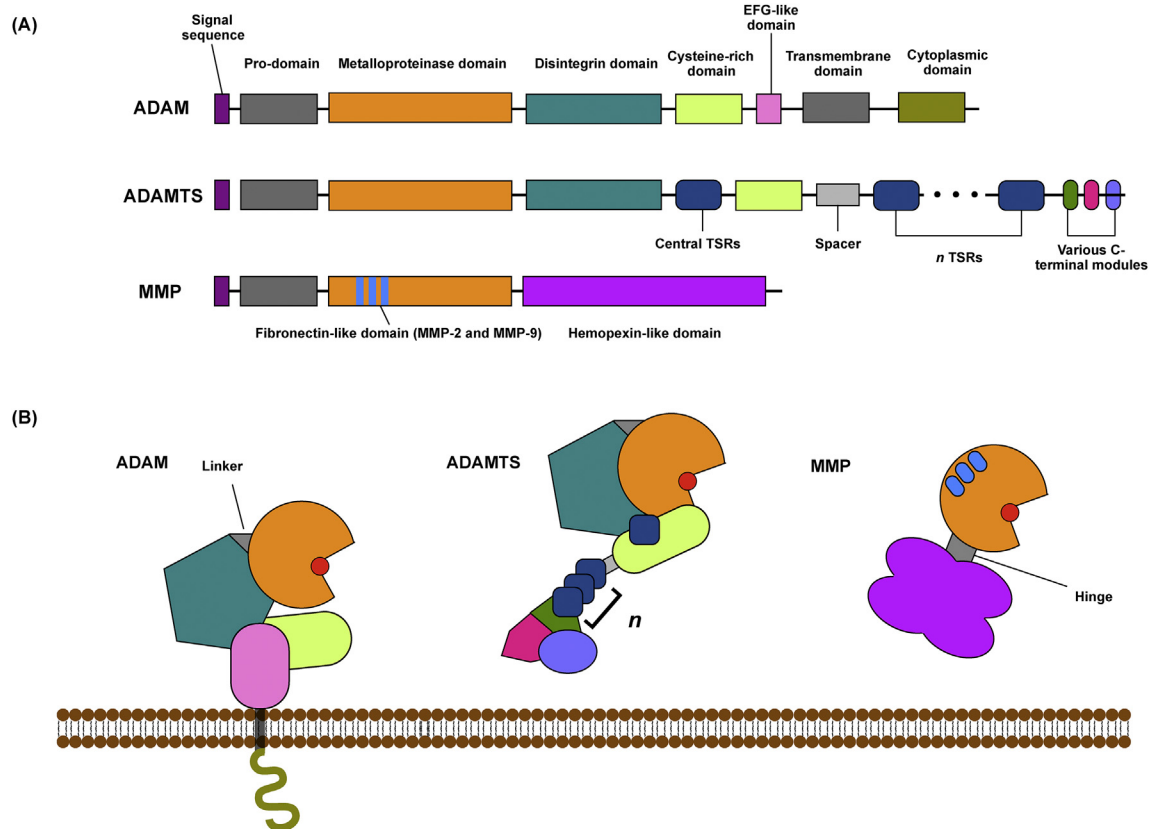 (A)
Signal
sequence
Pro-domain
Metalloproteinase domain
Disintegrin domain
Cysteine-rich
domain
EFG-like
domain
Transmembrane
domain
Cytoplasmic
domain
ADAM
ADAMTS
Central TSRs
Spacer
n TSRs
Various C-
terminal modules
MMP
Fibronectin-like domain (MMP-2 and MMP-9)
Hemopexin-like domain
(B)
ADAM
Linker
ADAMTS
n
MMP
Hinge